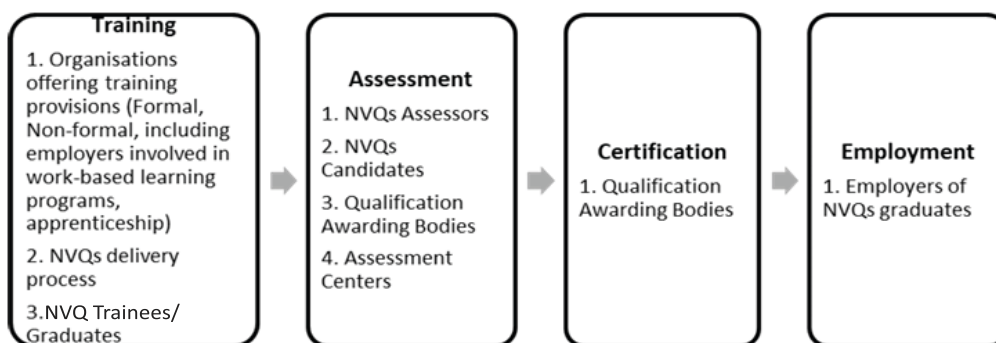 Training
1. Organisations
offering training
provisions (Formal,
Non-formal, including
employers involved in
work-based learning
programs,
apprenticeship)
2. NVQs delivery
process
3.NVQ Trainees/
Graduates
Assessment
1. NVQs Assessors
2. NVQs
Candidates
3. Qualification
Awarding Bodies
4. Assessment
Centers
Certification
1. Qualification
Awarding Bodies
Employment
1. Employers of
NVQs graduates